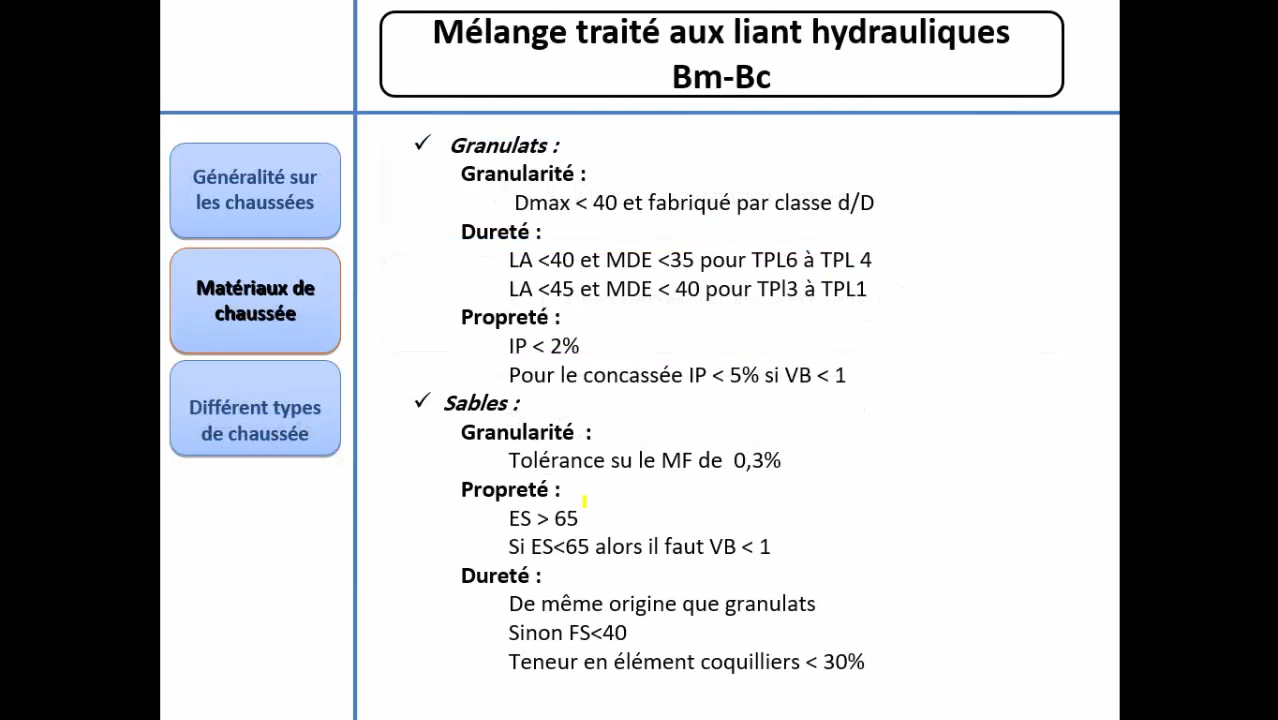 Mélange traité aux liant hydrauliques
Bm-Bc
Généralité sur
les chaussées
Matériaux de
chaussée
Différent types
de chaussée
✓ Granulats :
Granularité :
Dmax < 40 et fabriqué par classe d/D
Dureté :
LA <40 et MDE <35 pour TPL6 à TPL 4
LA <45 et MDE < 40 pour TPl3 à TPL1
Propreté :
IP < 2%
Pour le concassée IP < 5% si VB < 1
✓ Sables :
Granularité :
Tolérance su le MF de 0,3%
Propreté :
ES > 65
Si ES<65 alors il faut VB < 1
Dureté :
De même origine que granulats
Sinon FS<40
Teneur en élément coquilliers < 30%